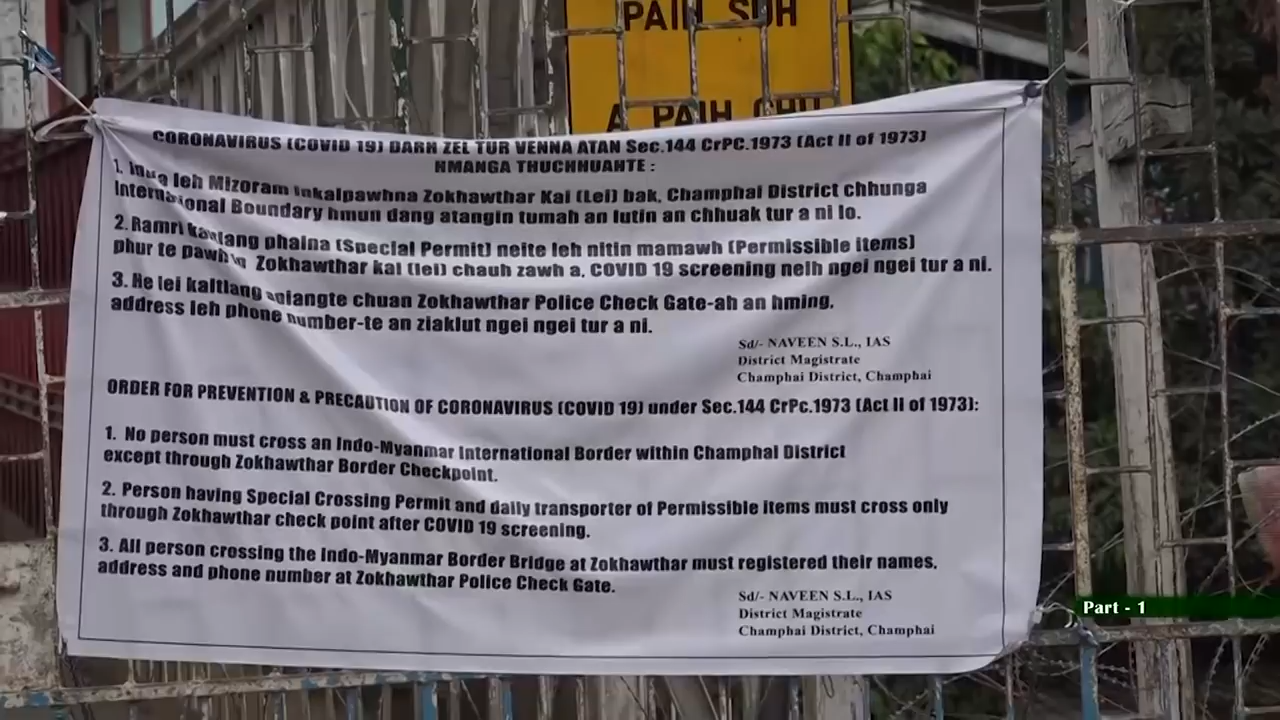 PAIH SUH
A PAIH CHU
CORONAVIRUS (COVID 19) DARH ZEL TUR VENNA ATAN Sec.144 CrPC.1973 (Act II of 1973)
HMANGA THUCHHUAHTE :
1. leh Mizoram inkalpawhna Zokhawthar Kai (Lei) bak, Champhai District chhunga
International Boundary hmun dang atangin tumah an lutin an chhuak tur a ni lo.
2. Ramri phaina (Special Permit) neite leh nitin mamawh (Permissible items)
phur te Zokhawthar kai (lei) chauh zawh a, COVID 19 screening neih ngei ngei tur a ni.
3. He lei kaltlang chuan Zokhawthar Police Check Gate-ah an hming,
address leh phone number-te an ziaklut ngei ngei tur a ni.
Sd/- NAVEEN S.L., IAS
District Magistrate
Champhai District, Champhai
ORDER FOR PREVENTION & PRECAUTION OF CORONAVIRUS (COVID 19) under Sec.144 CrPc.1973 (Act II of 1973):
1. No person must cross an Indo-Myanmar International Border within Champhai District
except through Zokhawthar Border Checkpoint.
2. Person having Special Crossing Permit and daily transporter of Permissible items must cross only
through Zokhawthar check point after COVID 19 screening.
3. All person crossing the Indo-Myanmar Border Bridge at Zokhawthar must registered their names,
address and phone number at Zokhawthar Police Check Gate.
Sd/- NAVEEN S.L., IAS
District Magistrate
Champhai District, Champhai
Part - 1